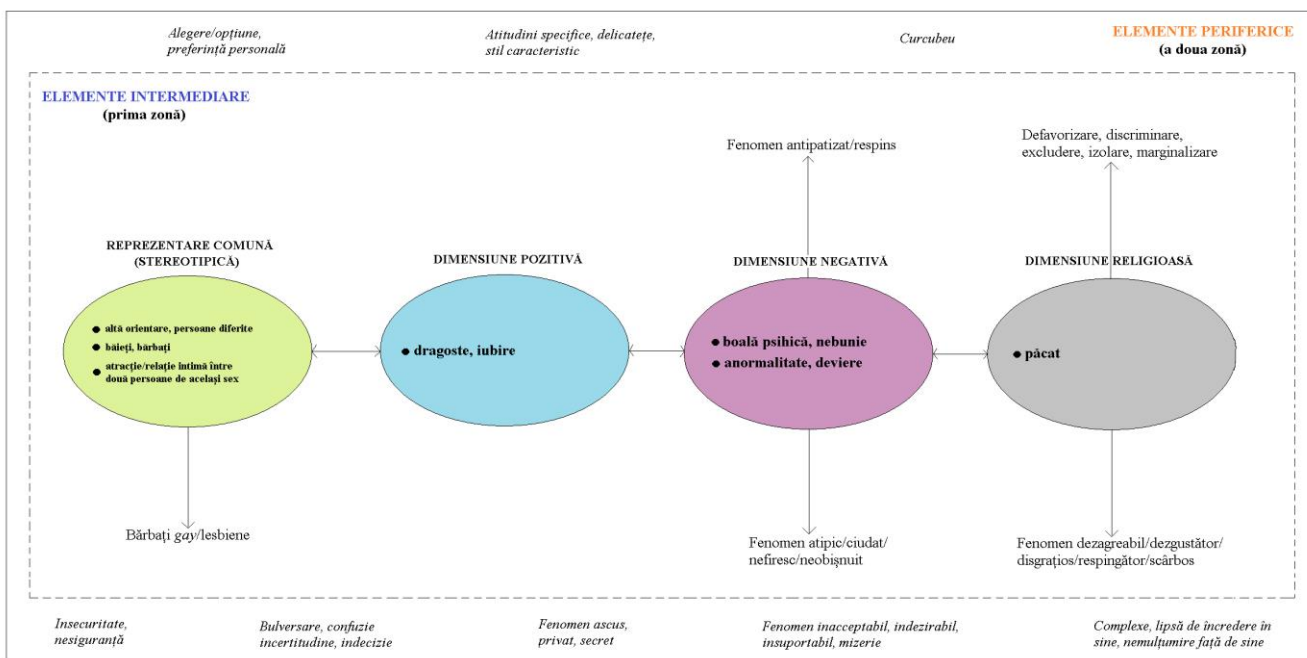 Alegere/opțiune,
preferință personală
Atitudini specifice, delicatețe,
stil caracteristic
Curcubeu
ELEMENTE PERIFERICE
(a doua zonă)
ELEMENTE INTERMEDIARE
(prima zonă)
Fenomen antipatizat/respins
Defavorizare, discriminare,
excludere, izolare, marginalizare
REPREZENTARE COMUNĂ
(STEREOTIPICĂ)
DIMENSIUNE POZITIVĂ
DIMENSIUNE NEGATIVĂ
DIMENSIUNE RELIGIOASĂ
● altă orientare, persoane diferite
● băieți, bărbați
● atracție/relație intimă între
două persoane de același sex
● dragoste, iubire
● boală psihică, nebunie
● anormalitate, deviere
● păcat
Bărbați gay/lesbiene
Fenomen atipic/ciudat/
nefiresc/neobișnuit
Fenomen dezagreabil/dezgustător/
disgrațios/respingător/scârbos
Insecuritate,
nesiguranță
Bulversare, confuzie
incertitudine, indecizie
Fenomen ascus,
privat, secret
Fenomen inacceptabil, indezirabil,
insuportabil, mizerie
Complexe, lipsă de încredere în
sine, nemulțumire față de sine